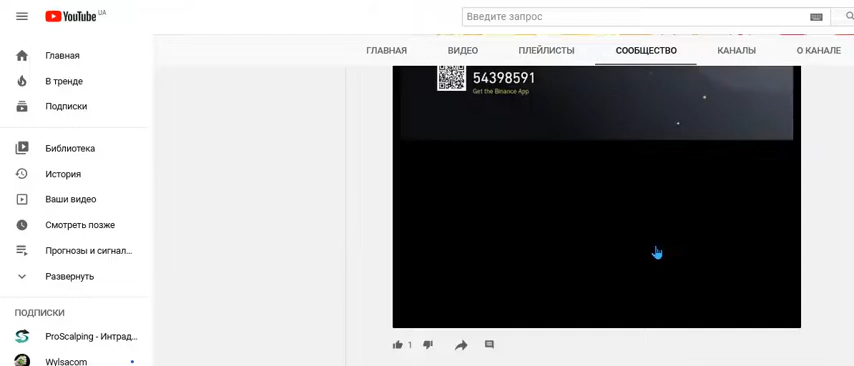 YouTube UA
Введите запрос
ГЛАВНАЯ ВИДЕО ПЛЕЙЛИСТЫ СООБЩЕСТВО КАНАЛЫ О КАНАЛЕ
Главная
В тренде
Подписки
Библиотека
История
Ваши видео
Смотреть позже
Прогнозы и сигнал...
Развернуть
ПОДПИСКИ
ProScalping - Интрад...
Wylsacom
54398591
Get the Binance App
1